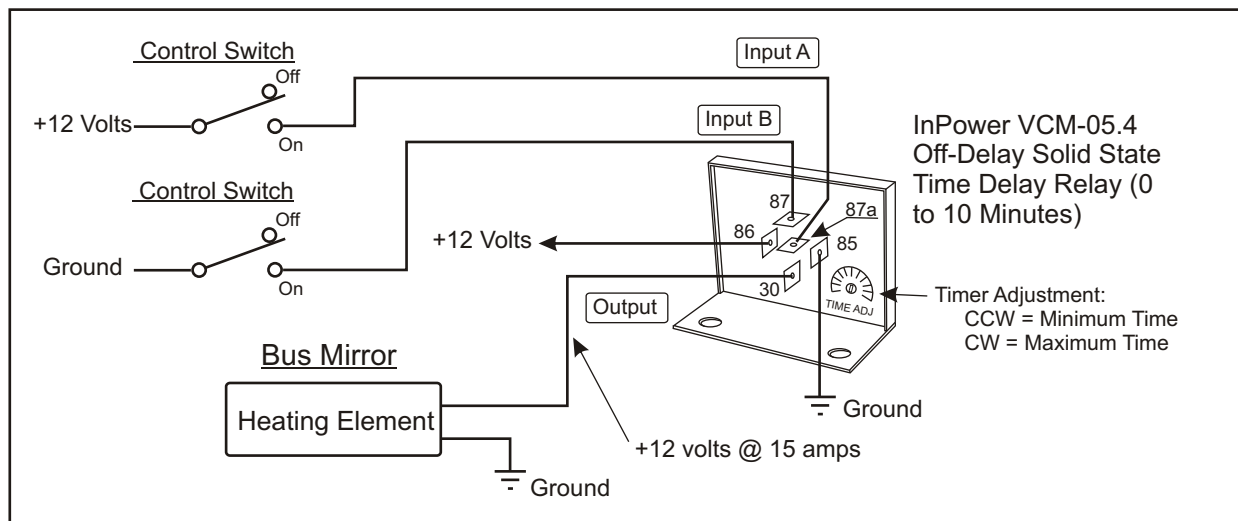 Control Switch
Off
+12 Volts
On
Input A
Input B
Control Switch
Off
Ground
On
InPower VCM-05.4
Off-Delay Solid State
Time Delay Relay (0
to 10 Minutes)
87
87a
86
85
+12 Volts
30
TIME ADJ
Output
Timer Adjustment:
CCW = Minimum Time
CW = Maximum Time
Bus Mirror
Heating Element
Ground
+12 volts @ 15 amps
Ground